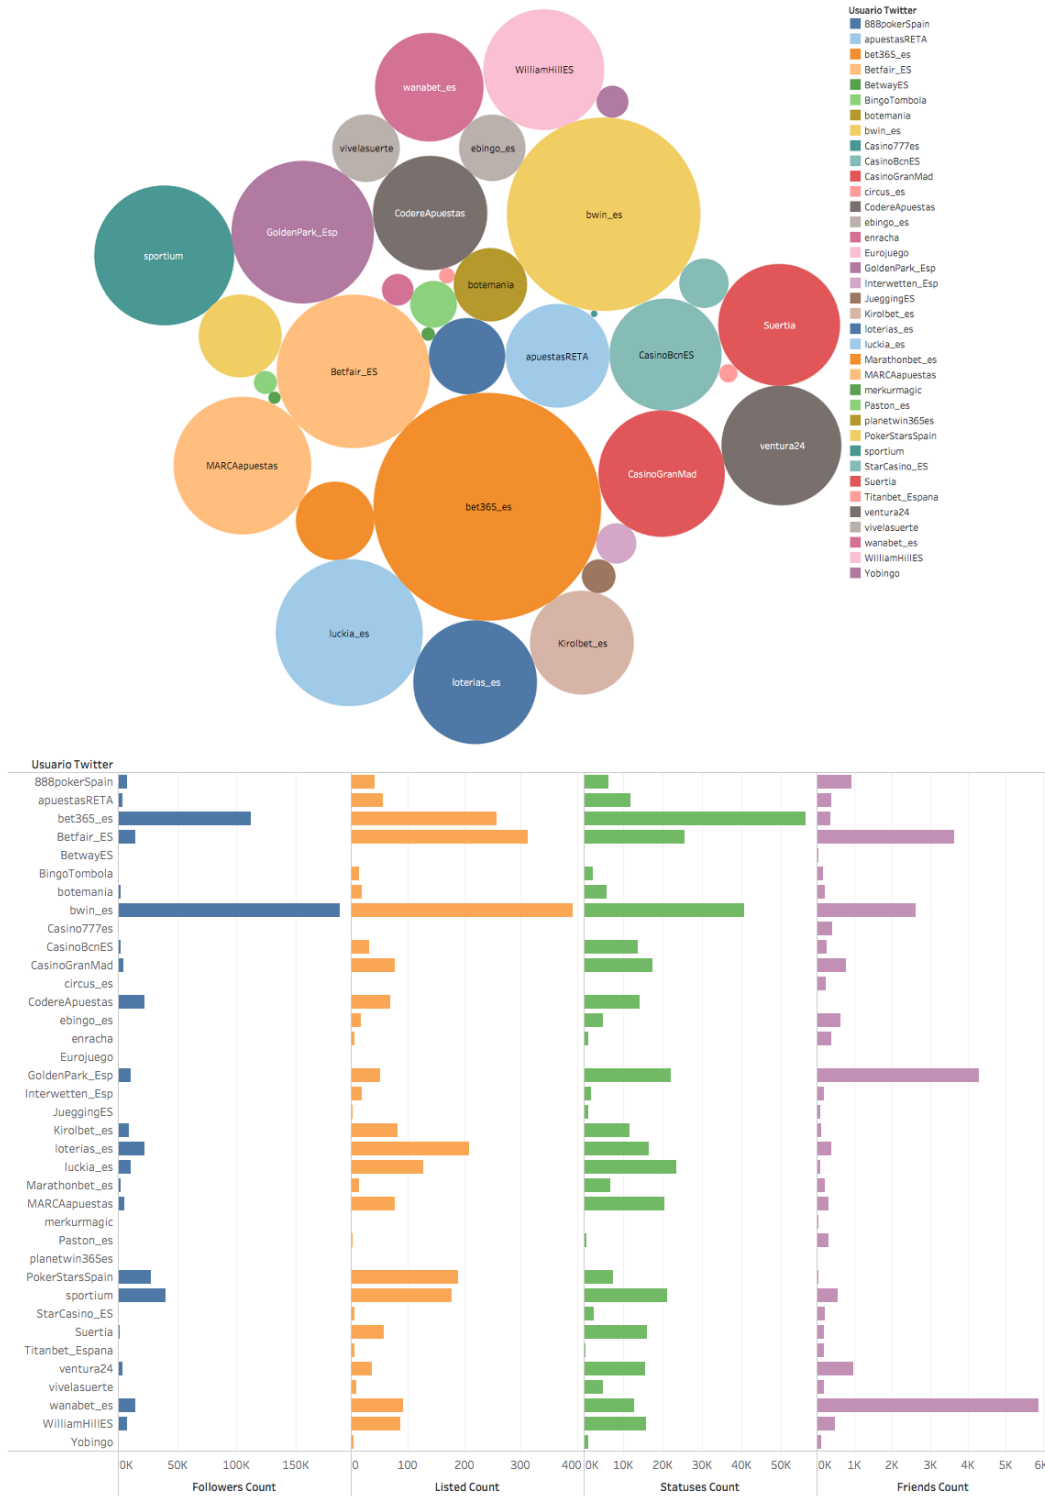 Usuario Twitter
888pokerSpain
apuestasRETA
bet365_es
Betfair_ES
BetwayES
BingoTombola
botemania
bwin_es
Casino777es
CasinoBcnES
CasinoGranMad
circus_es
CodereApuestas
ebingo_es
enracha
Eurojuego
GoldenPark_Esp
Interwetten_Esp
JueggingES
Kirolbet_es
loterias_es
luckia_es
Marathonbet_es
MARCAapuestas
merkurmagic
Paston_es
planetwin365es
PokerStarsSpain
sportium
StarCasino_ES
Suertia
Titanbet_Espana
ventura24
vivelasuerte
wanabet_es
WilliamHillES
Yobingo
WilliamHillES
wanabet_es
vivelasuerte
ebingo_es
CodereApuestas
bwin_es
GoldenPark_Esp
sportium
botemania
Suertia
apuestasRETA
CasinoBcnES
Betfair_ES
ventura24
MARCAapuestas
CasinoGranMad
bet365_es
luckia_es
Kirolbet_es
loterias_es
Usuario Twitter
888pokerSpain
apuestasRETA
bet365_es
Betfair_ES
BetwayES
BingoTombola
botemania
bwin_es
Casino777es
CasinoBcnES
CasinoGranMad
circus_es
CodereApuestas
ebingo_es
enracha
Eurojuego
GoldenPark_Esp
Interwetten_Esp
JueggingES
Kirolbet_es
loterias_es
luckia_es
Marathonbet_es
MARCAapuestas
merkurmagic
Paston_es
planetwin365es
PokerStarsSpain
sportium
StarCasino_ES
Suertia
Titanbet_Espana
ventura24
vivelasuerte
wanabet_es
WilliamHillES
Yobingo
0K 50K 100K 150K 0 100 200 300 400 0K 10K 20K 30K 40K 50K 0K 1K 2K 3K 4K 5K 6K
Followers Count Listed Count Statuses Count Friends Count